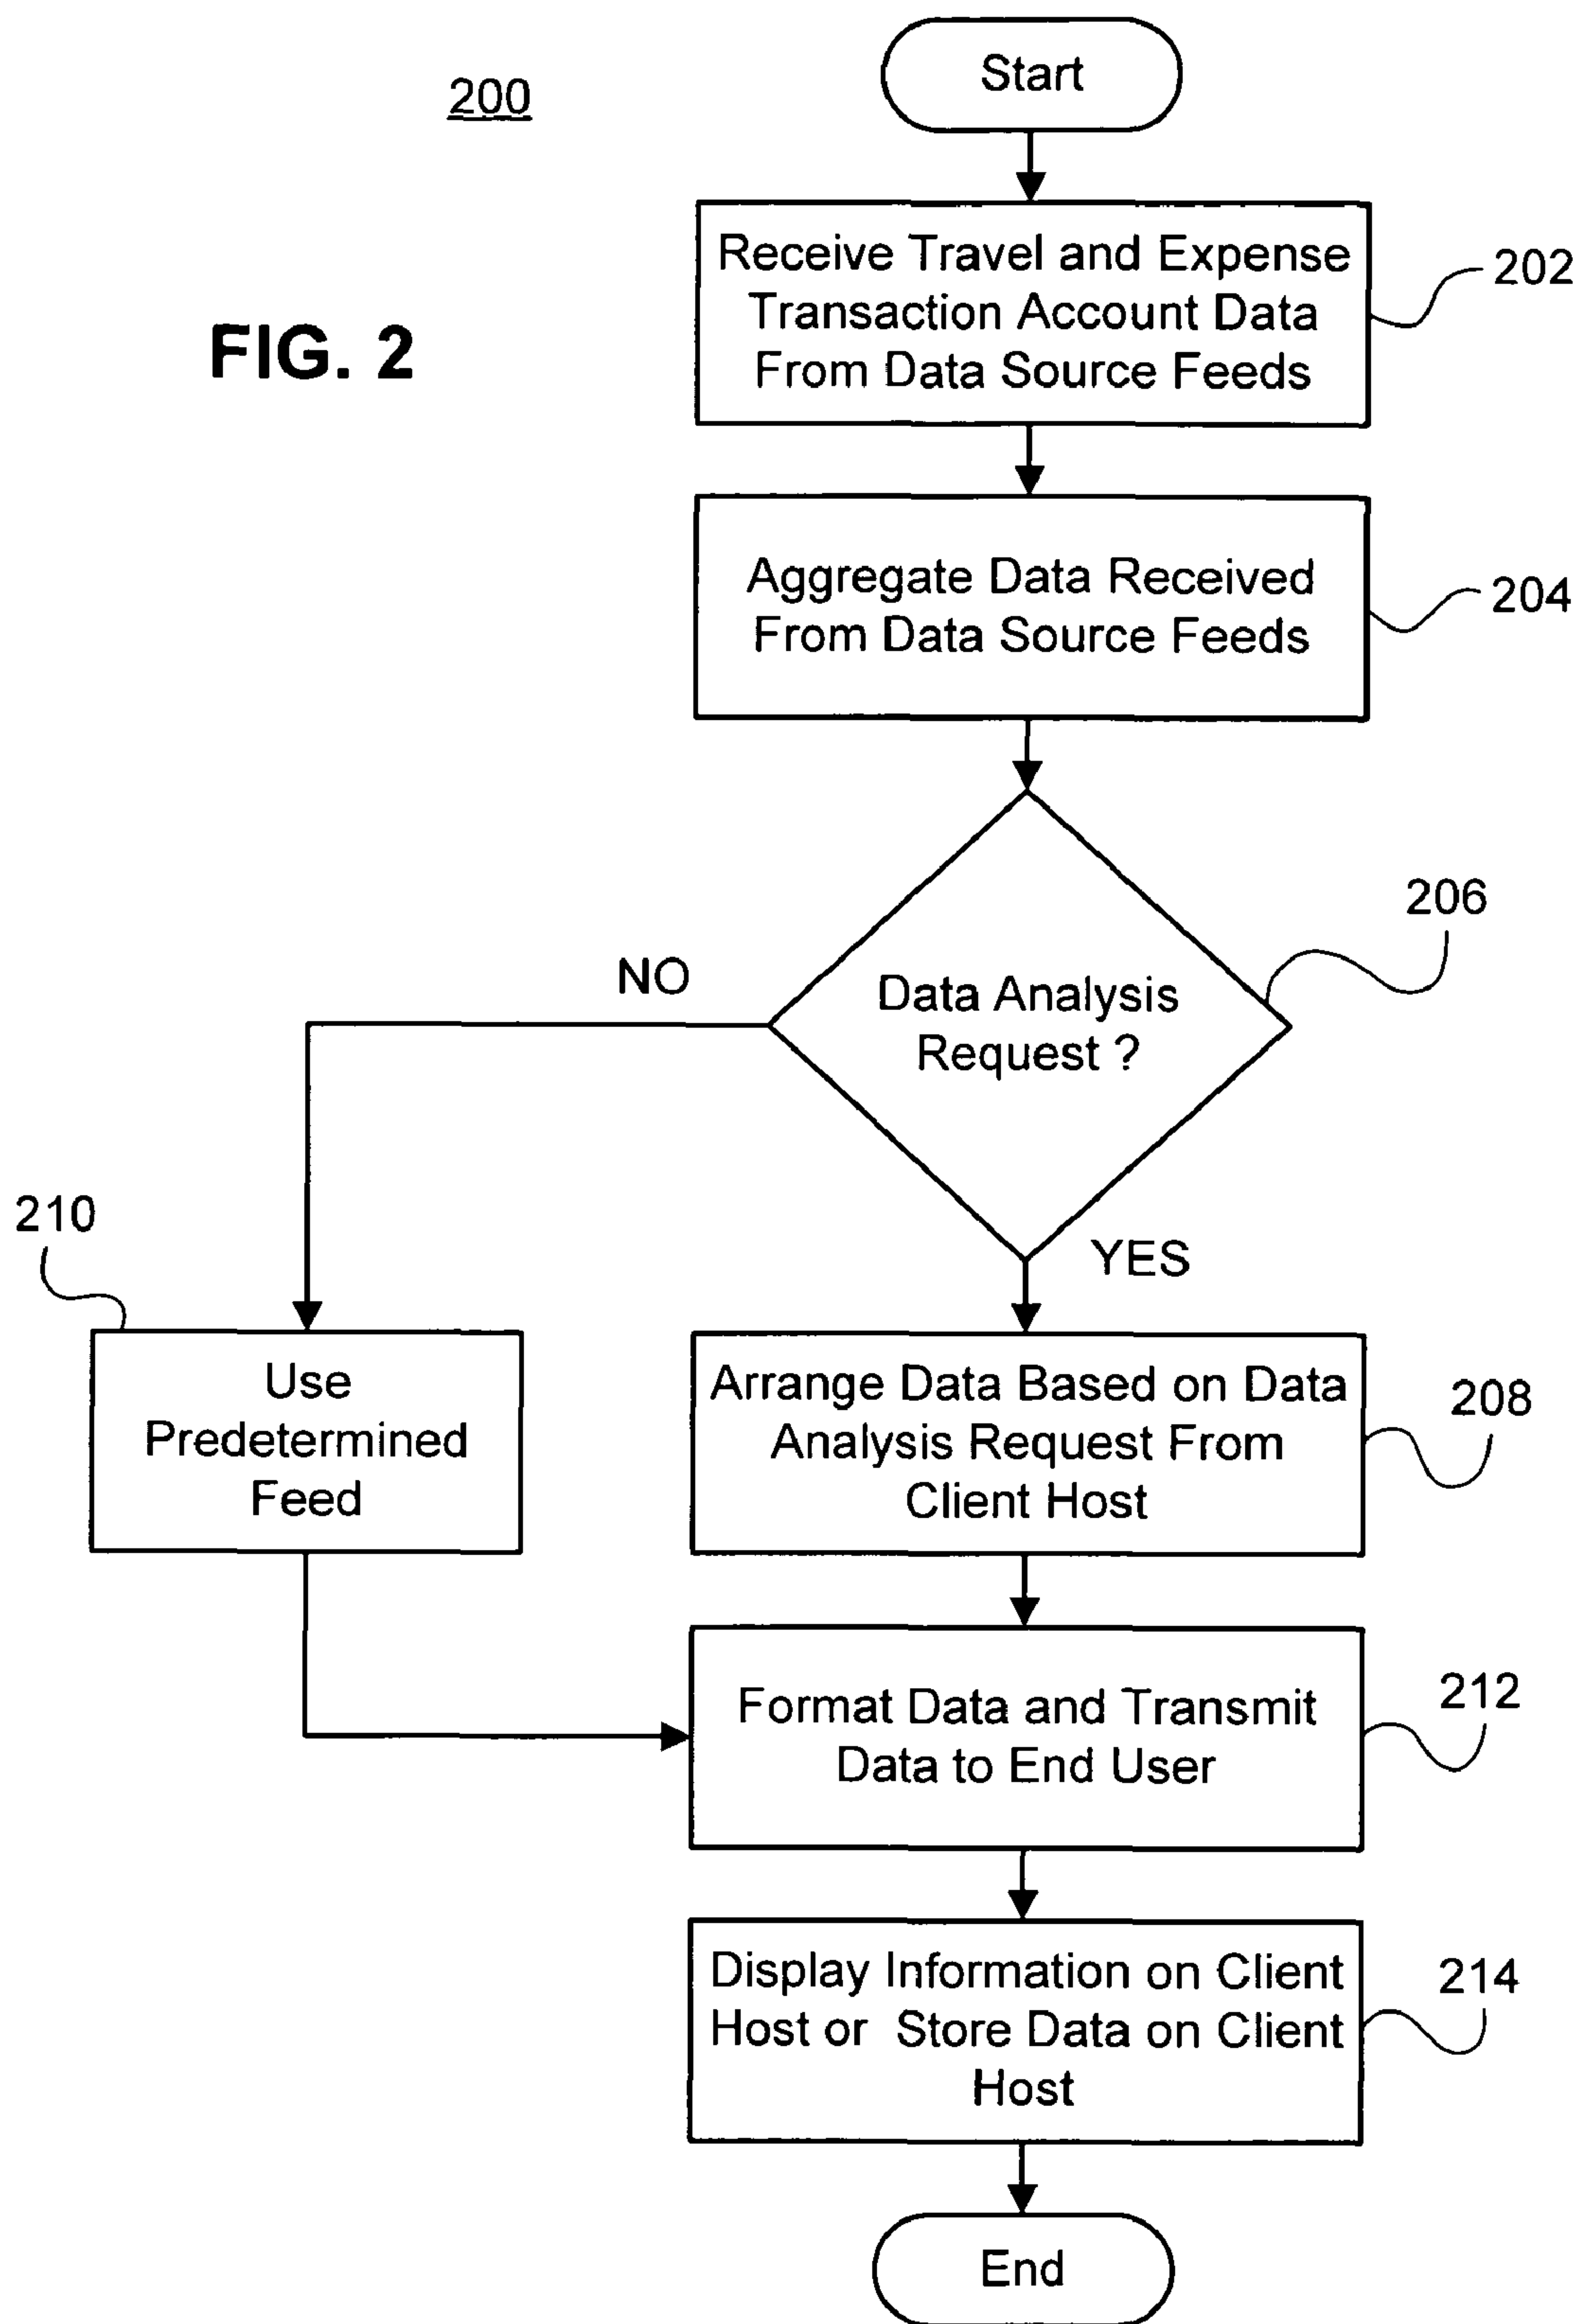 Start
200
Receive Travel and Expense
Transaction Account Data
From Data Source Feeds
202
FIG. 2
Aggregate Data Received
From Data Source Feeds
204
206
NO
Data Analysis
Request ?
YES
210
Use
Predetermined
Feed
Arrange Data Based on Data
Analysis Request From
Client Host
208
Format Data and Transmit
Data to End User
212
Display Information on Client
Host or Store Data on Client
Host
214
End